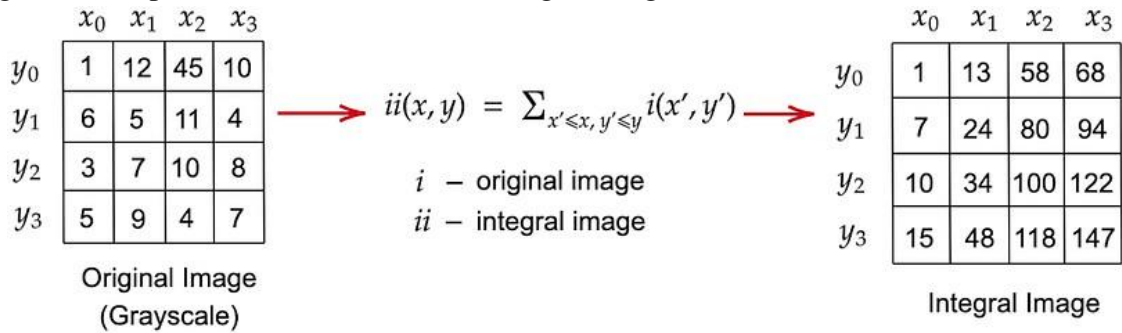 x₀ x₁ x₂ x₃
y₀ 1 12 45 10
y₁ 6 5 11 4
y₂ 3 7 10 8
y₃ 5 9 4 7
Original Image
(Grayscale)
ii(x, y) = ∑x′⩽x, y′⩽y i(x′, y′)
i – original image
ii – integral image
x₀ x₁ x₂ x₃
y₀ 1 13 58 68
y₁ 7 24 80 94
y₂ 10 34 100 122
y₃ 15 48 118 147
Integral Image